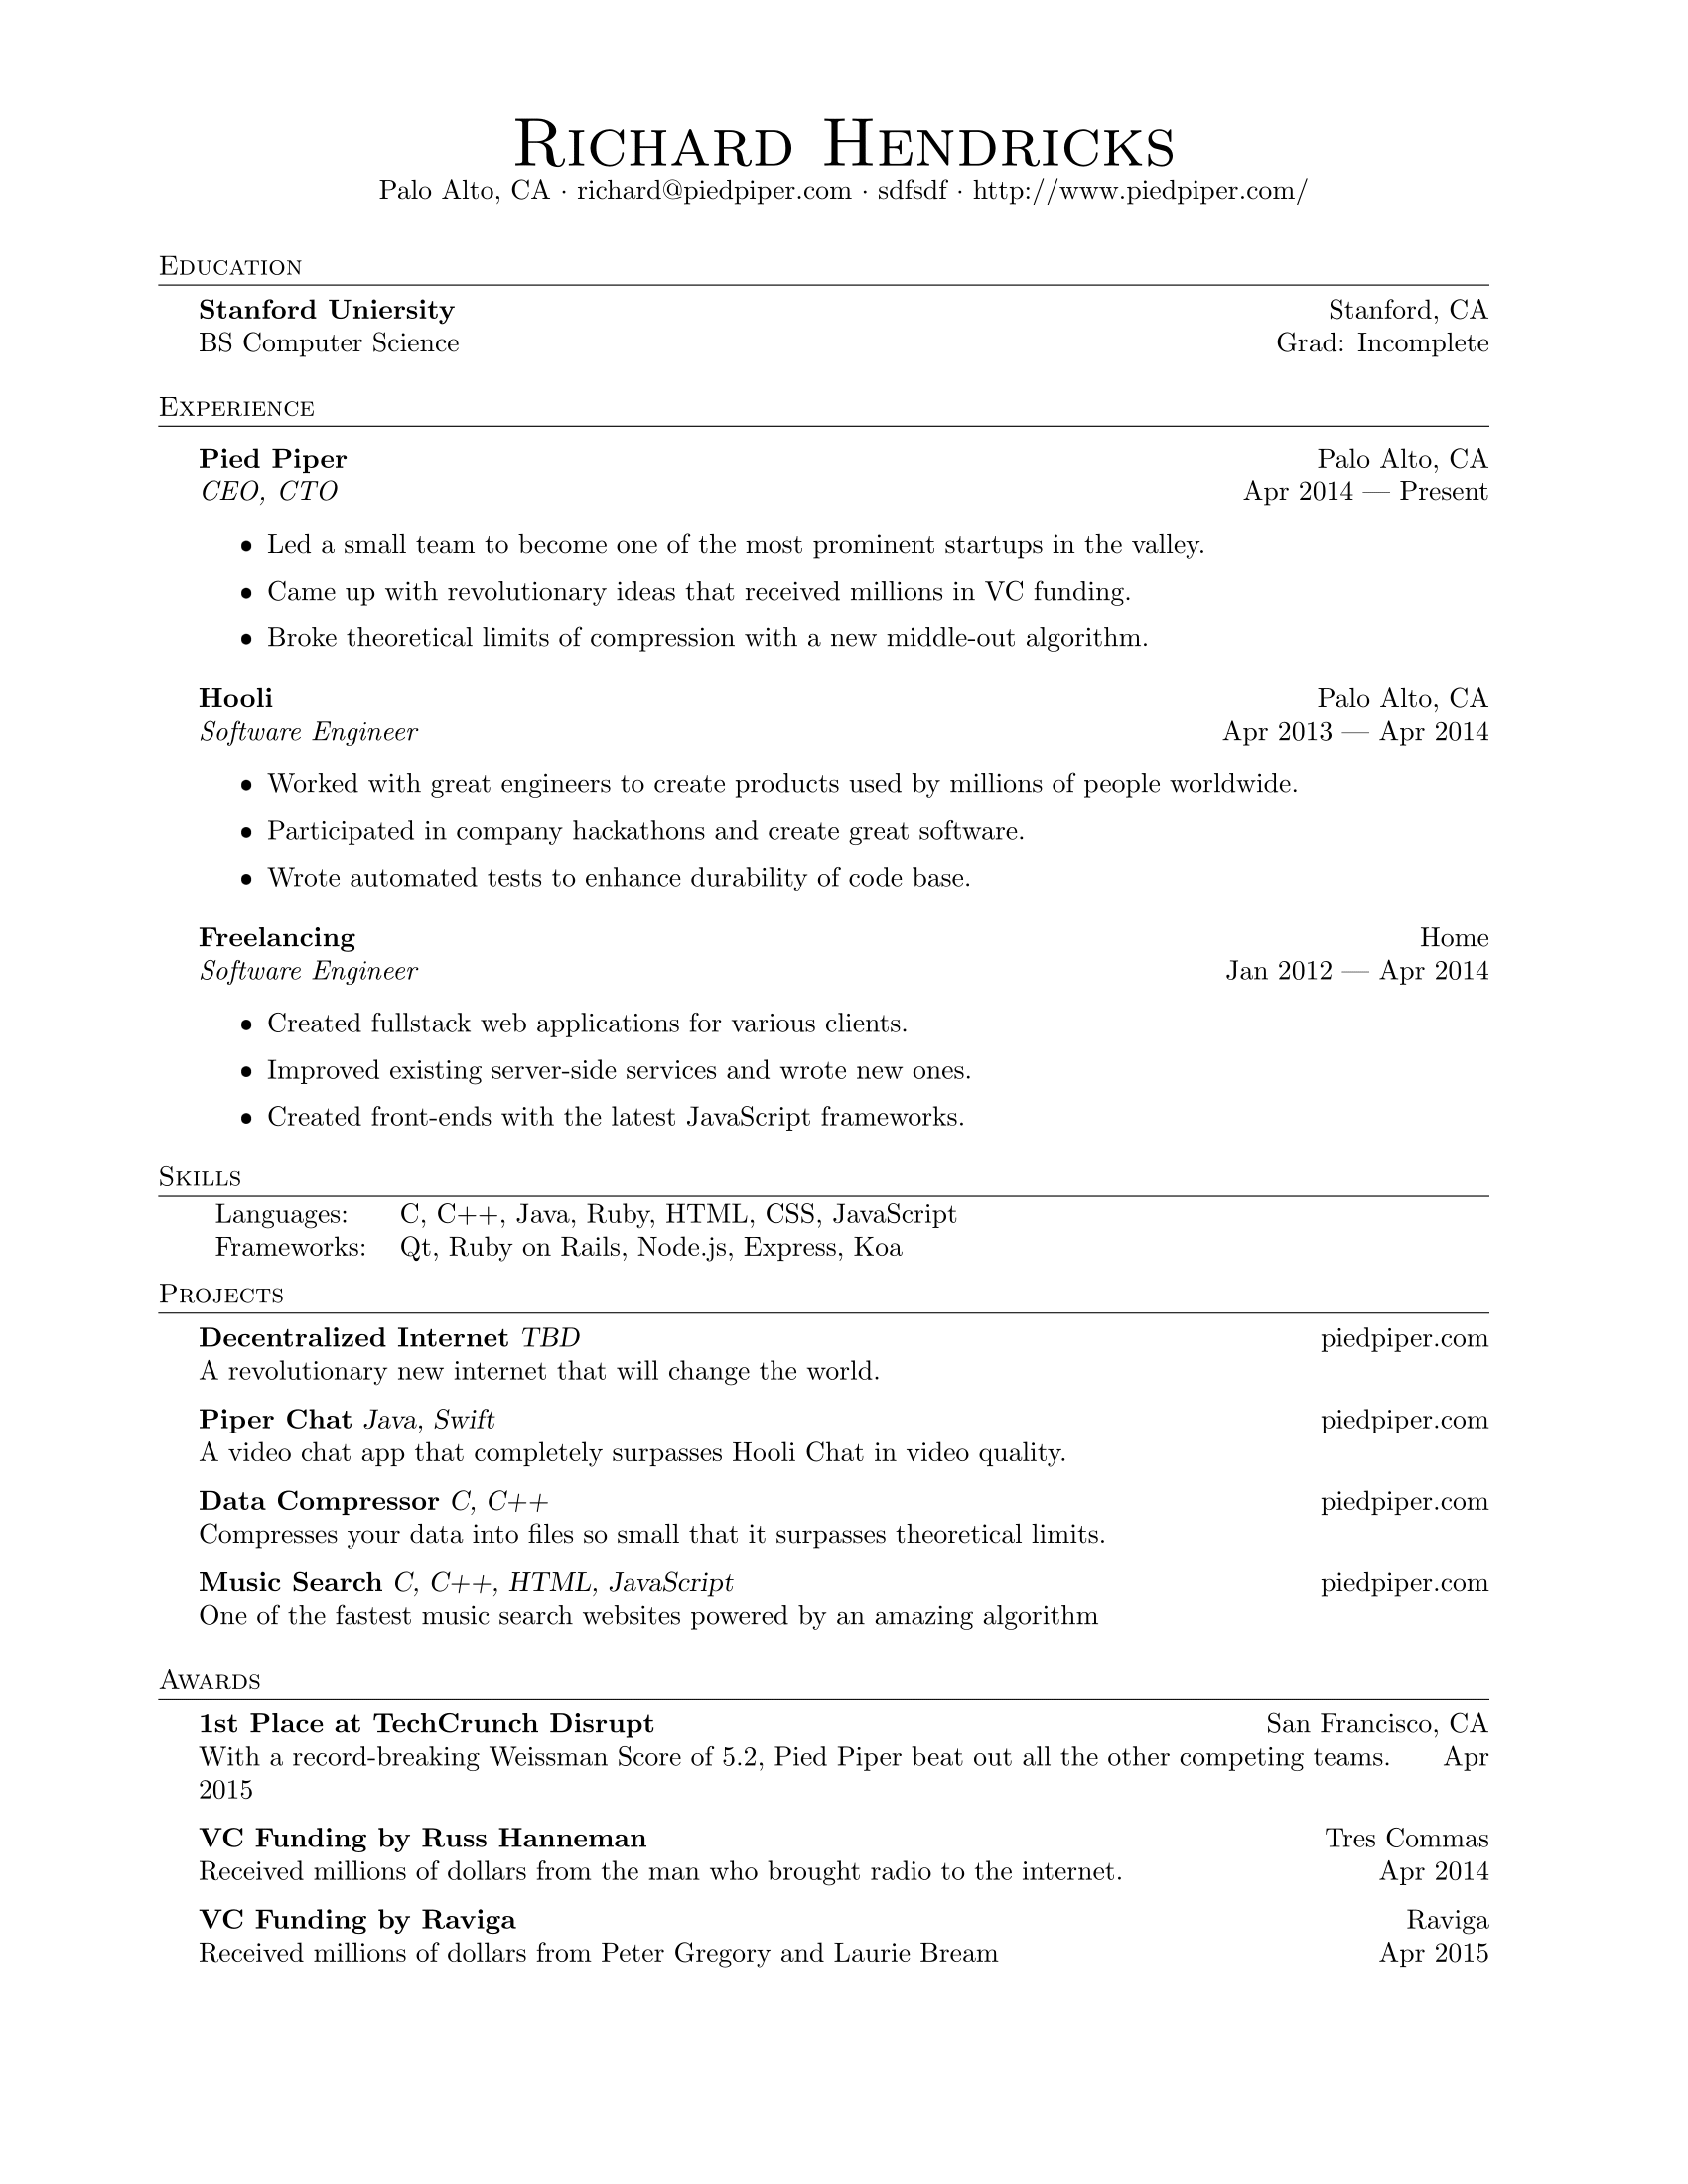 Richard Hendricks
Palo Alto, CA · richard@piedpiper.com · sdfsdf · http://www.piedpiper.com/
Education
Stanford Uniersity Stanford, CA
BS Computer Science Grad: Incomplete
Experience
Pied Piper Palo Alto, CA
CEO, CTO Apr 2014 — Present
• Led a small team to become one of the most prominent startups in the valley.
• Came up with revolutionary ideas that received millions in VC funding.
• Broke theoretical limits of compression with a new middle-out algorithm.
Hooli Palo Alto, CA
Software Engineer Apr 2013 — Apr 2014
• Worked with great engineers to create products used by millions of people worldwide.
• Participated in company hackathons and create great software.
• Wrote automated tests to enhance durability of code base.
Freelancing Home
Software Engineer Jan 2012 — Apr 2014
• Created fullstack web applications for various clients.
• Improved existing server-side services and wrote new ones.
• Created front-ends with the latest JavaScript frameworks.
Skills
Languages: C, C++, Java, Ruby, HTML, CSS, JavaScript
Frameworks: Qt, Ruby on Rails, Node.js, Express, Koa
Projects
Decentralized Internet TBD piedpiper.com
A revolutionary new internet that will change the world.
Piper Chat Java, Swift piedpiper.com
A video chat app that completely surpasses Hooli Chat in video quality.
Data Compressor C, C++ piedpiper.com
Compresses your data into files so small that it surpasses theoretical limits.
Music Search C, C++, HTML, JavaScript piedpiper.com
One of the fastest music search websites powered by an amazing algorithm
Awards
1st Place at TechCrunch Disrupt San Francisco, CA
With a record-breaking Weissman Score of 5.2, Pied Piper beat out all the other competing teams. Apr
2015
VC Funding by Russ Hanneman Tres Commas
Received millions of dollars from the man who brought radio to the internet. Apr 2014
VC Funding by Raviga Raviga
Received millions of dollars from Peter Gregory and Laurie Bream Apr 2015